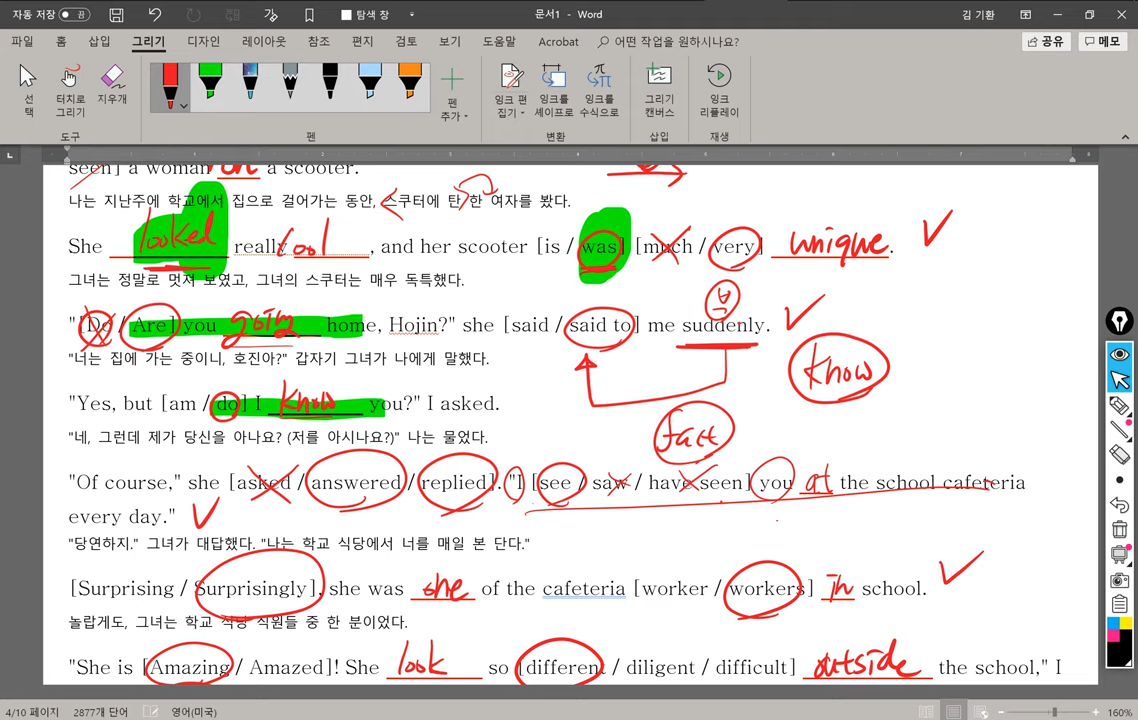 자동 저장 끔 탐색 창 문서1 - Word 김 기환
파일 홈 삽입 그리기 디자인 레이아웃 참조 편지 검토 보기 도움말 Acrobat 어떤 작업을 원하시나요? 공유 메모
선택 터치로 그리기 지우개 펜 추가 잉크 편집기 잉크를 셰이프로 잉크를 수식으로 그리기 캔버스 잉크 리플레이
도구 펜 변환 삽입 재생
seen] a woman on a scooter.
나는 지난주에 학교에서 집으로 걸어가는 동안, 스쿠터에 탄 한 여자를 봤다.
She looked really cool, and her scooter [is / was] [much / very] unique.
그녀는 정말로 멋져 보였고, 그녀의 스쿠터는 매우 독특했다.
"[Do / Are] you going home, Hojin?" she [said / said to] me suddenly.
부
know
"너는 집에 가는 중이니, 호진아?" 갑자기 그녀가 나에게 말했다.
"Yes, but [am / do] I know you?" I asked.
fact
"네, 그런데 제가 당신을 아나요? (저를 아시나요?)" 나는 물었다.
"Of course," she [asked / answered / replied]. "I [see / saw / have seen] you at the school cafeteria
every day."
"당연하지." 그녀가 대답했다. "나는 학교 식당에서 너를 매일 본 단다."
[Surprising / Surprisingly], she was one of the cafeteria [worker / workers] in school.
놀랍게도, 그녀는 학교 식당 직원들 중 한 분이었다.
"She is [Amazing / Amazed]! She look so [different / diligent / difficult] outside the school," I
4/10 페이지 2877개 단어 영어(미국) 160%